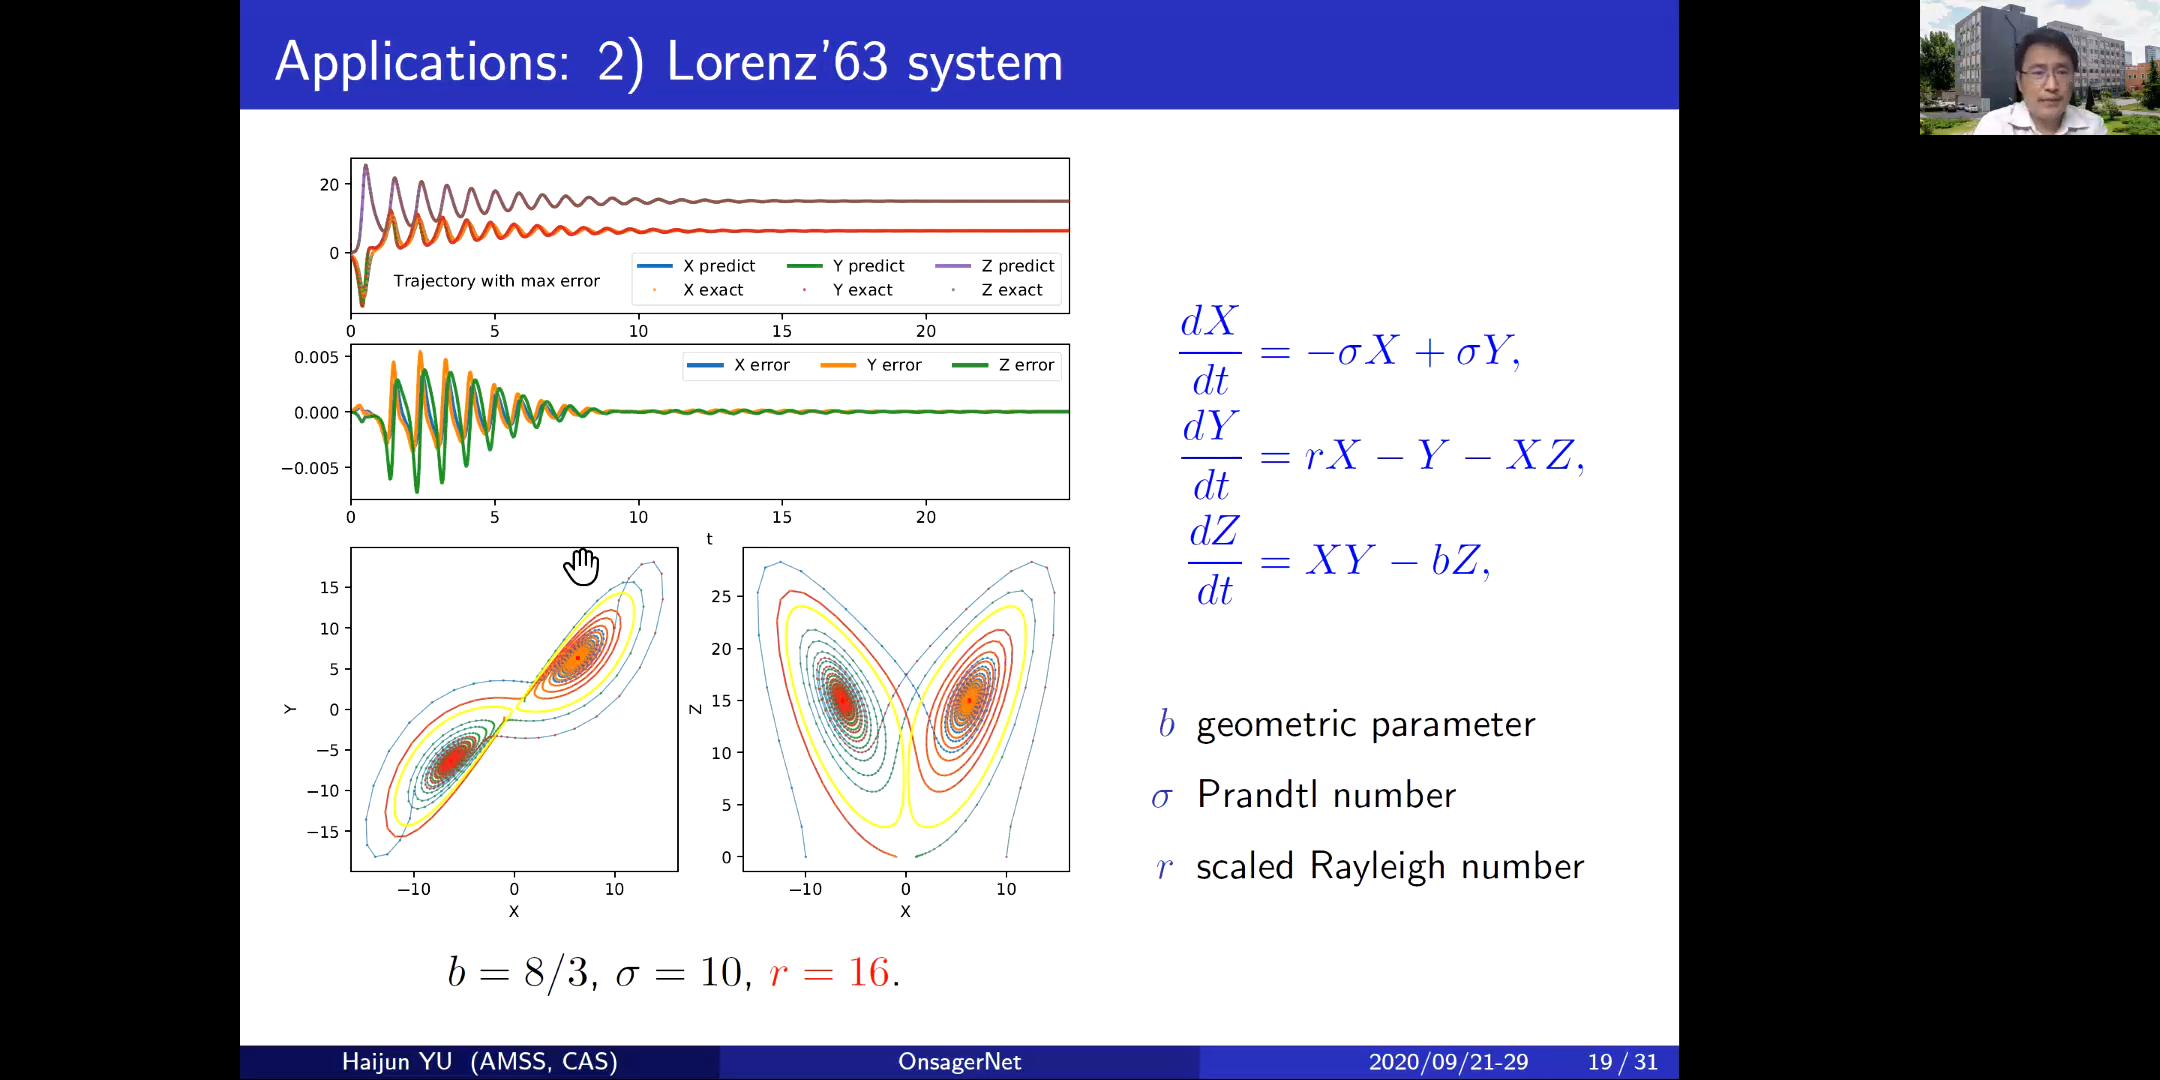 Applications: 2) Lorenz'63 system
20
0
Trajectory with max error
X predict Y predict Z predict
X exact Y exact Z exact
0 5 10 15 20
0.005
0.000
−0.005
X error Y error Z error
0 5 10 15 20
t
15
10
5
0
−5
−10
−15
Y
−10 0 10
X
25
20
15
10
5
0
Z
−10 0 10
X
b = 8/3, σ = 10, r = 16.
dX/dt = −σX + σY,
dY/dt = rX − Y − XZ,
dZ/dt = XY − bZ,
b geometric parameter
σ Prandtl number
r scaled Rayleigh number
Haijun YU (AMSS, CAS) OnsagerNet 2020/09/21-29 19 / 31